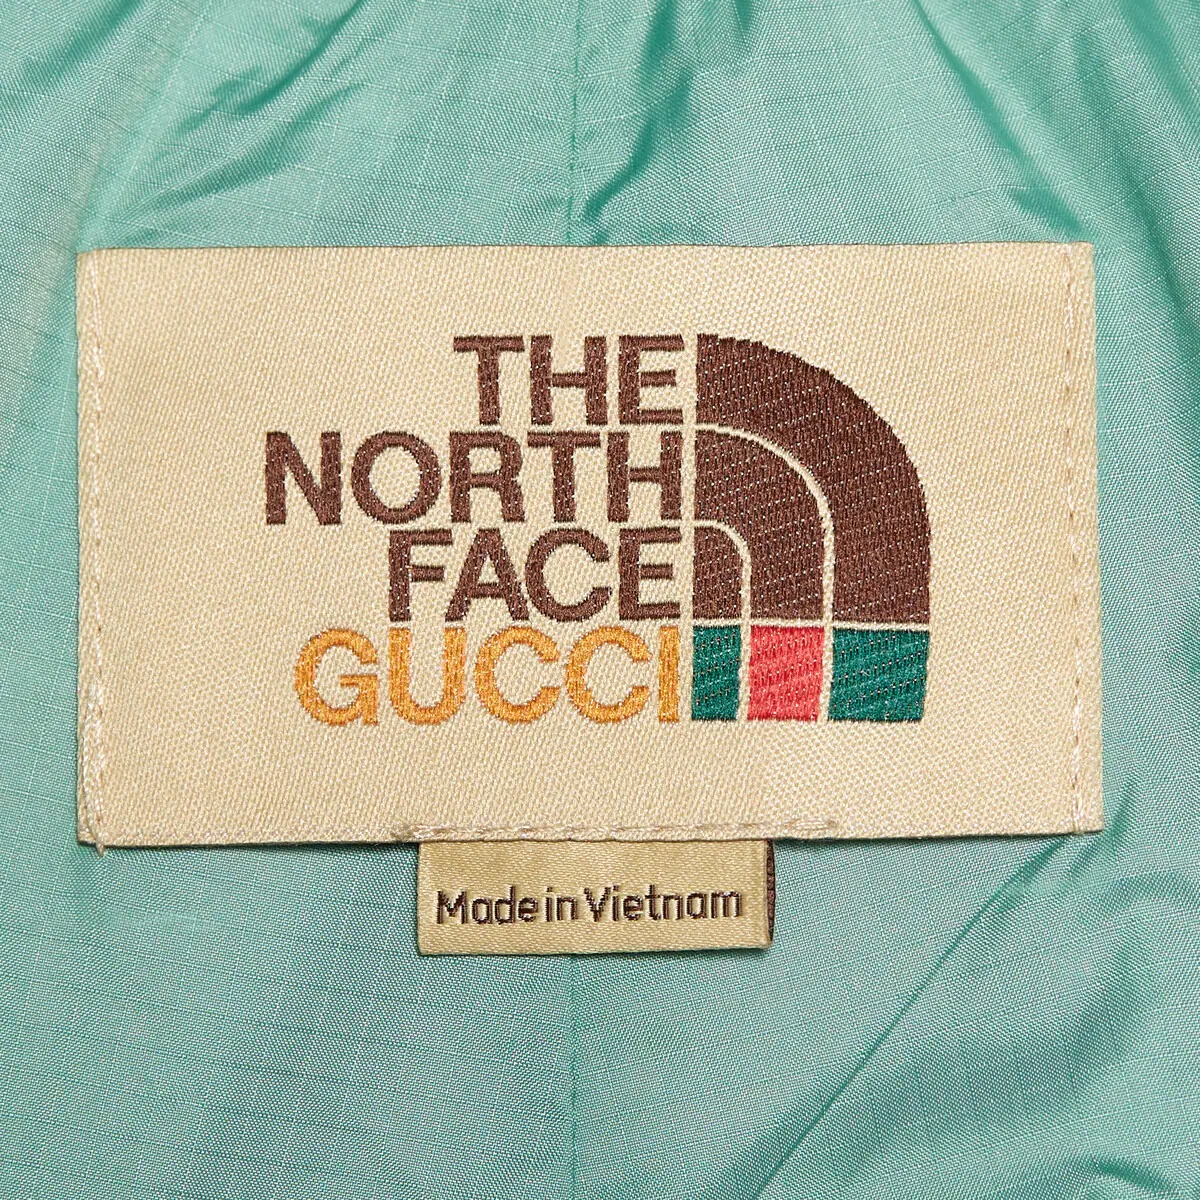 THE
NORTH
FACE
GUCCI
Made in Vietnam